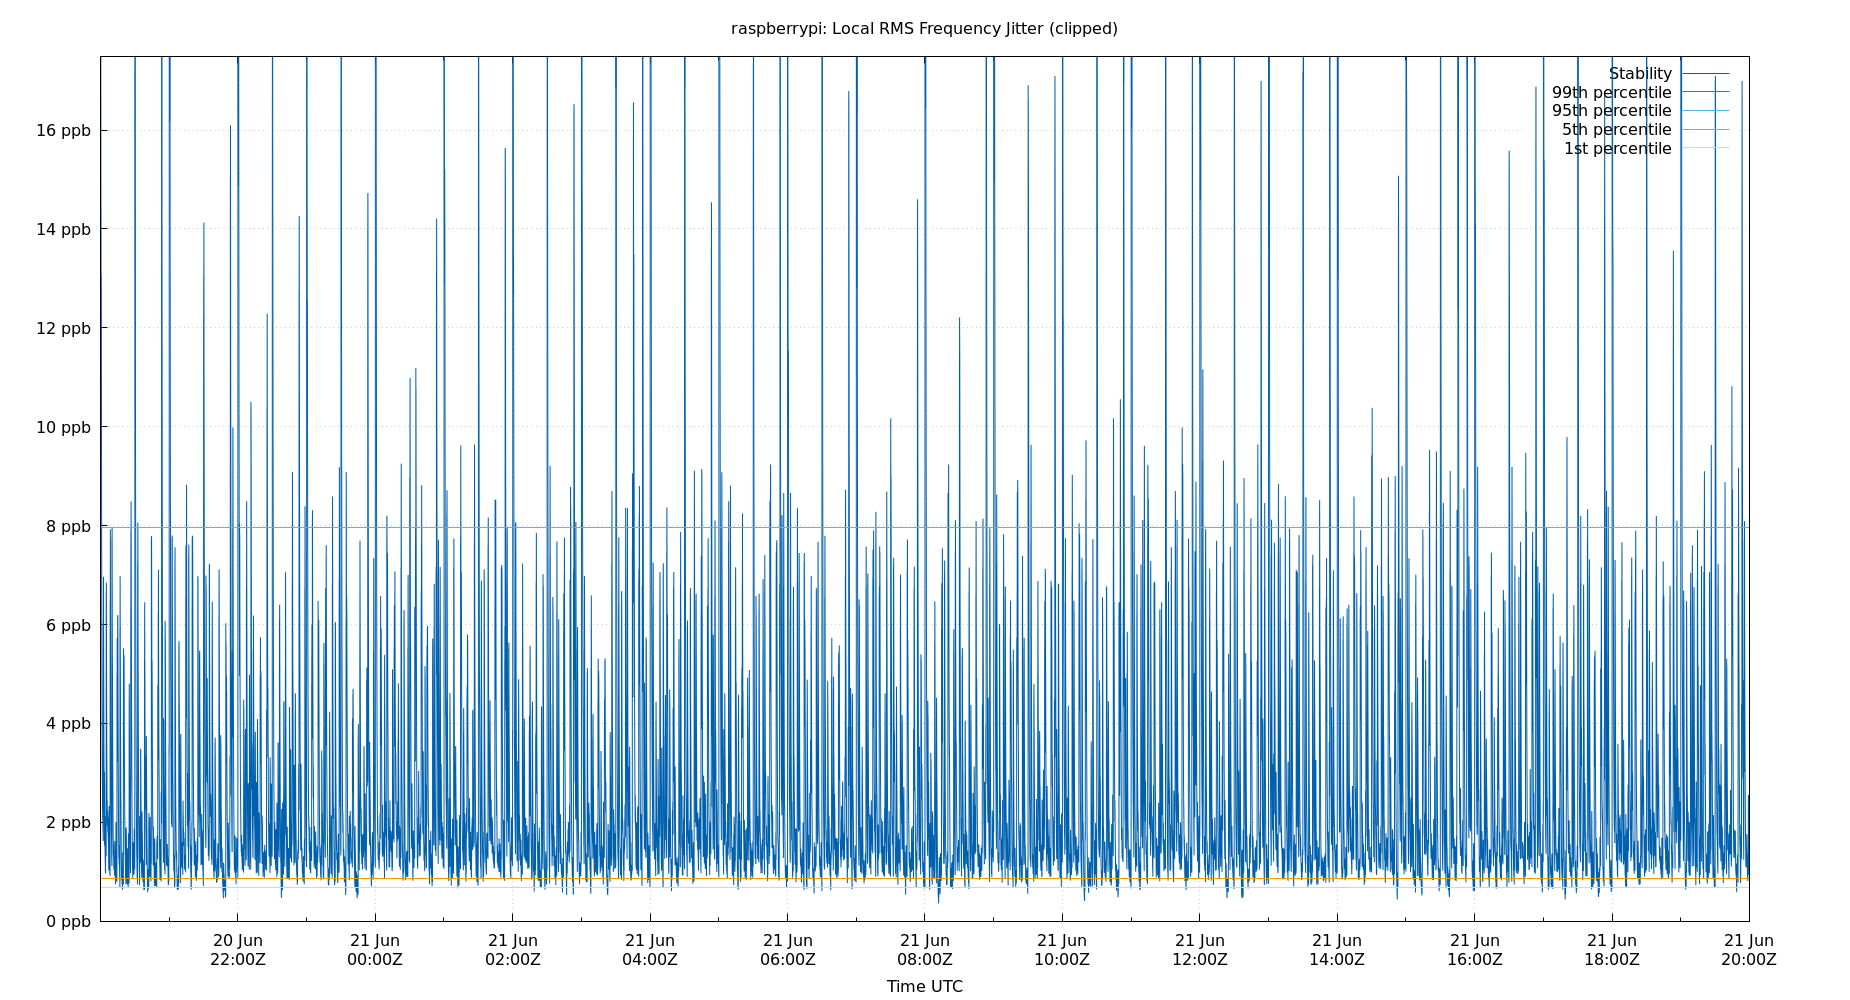 raspberrypi: Local RMS Frequency Jitter (clipped)
Stability
99th percentile
95th percentile
5th percentile
1st percentile
16 ppb
14 ppb
12 ppb
10 ppb
8 ppb
6 ppb
4 ppb
2 ppb
0 ppb
20 Jun 21 Jun 21 Jun 21 Jun 21 Jun 21 Jun 21 Jun 21 Jun 21 Jun 21 Jun 21 Jun 21 Jun
22:00Z 00:00Z 02:00Z 04:00Z 06:00Z 08:00Z 10:00Z 12:00Z 14:00Z 16:00Z 18:00Z 20:00Z
Time UTC